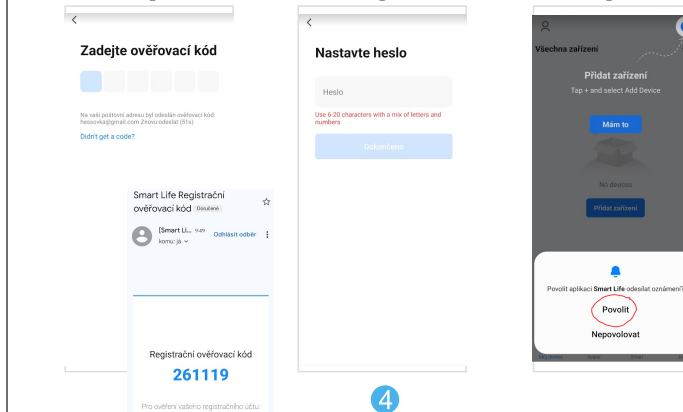 Zadejte ověřovací kód
Na vaši poštovní adresu byl odeslán ověřovací kód:
hessovka@gmail.com Znovu odeslat (51s)
Didn't get a code?
Smart Life Registrační
ověřovací kód Doručené
[Smart Li... 9:49 Odhlásit odběr
komu: já
Registrační ověřovací kód
261119
Pro ověření vašeho registračního účtu:
Nastavte heslo
Heslo
Use 6-20 characters with a mix of letters and
numbers
Dokončeno
4
Všechna zařízení
Přidat zařízení
Tap + and select Add Device
Mám to
No devices
Přidat zařízení
Povolit aplikaci Smart Life odesílat oznámení?
Povolit
Nepovolovat